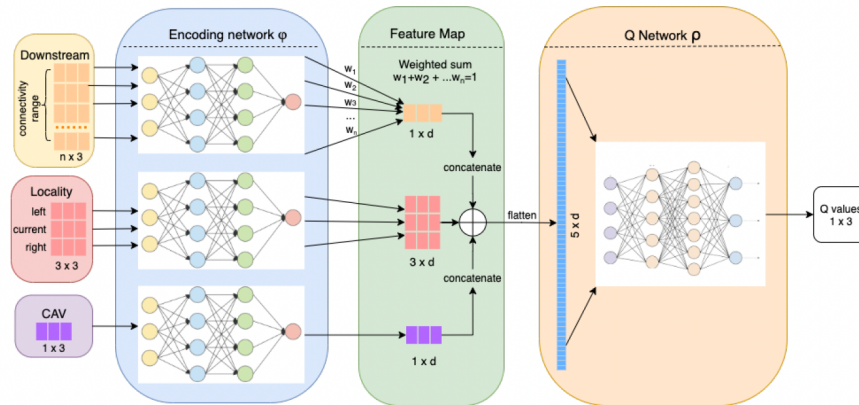 Downstream
connectivity
range
n x 3
Locality
left
current
right
3 x 3
CAV
1 x 3
Encoding network φ
w1
w2
w3
...
wn
Feature Map
Weighted sum
w1+w2 + ...wn=1
1 x d
concatenate
3 x d
concatenate
1 x d
flatten
Q Network ρ
5 x d
Q values
1 x 3